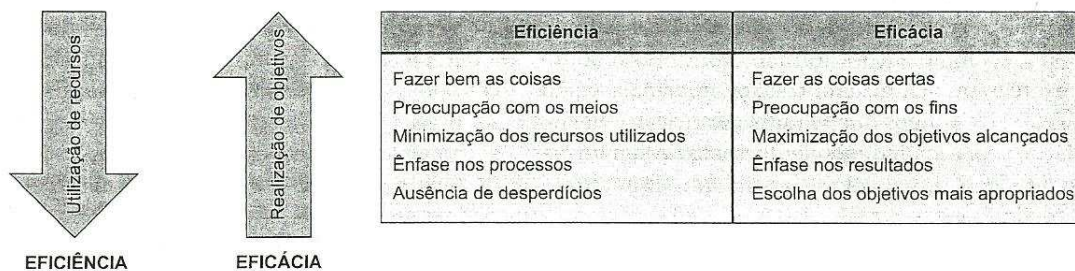 Utilização de recursos
EFICIÊNCIA
Realização de objetivos
EFICÁCIA
Eficiência
Eficácia
Fazer bem as coisas
Fazer as coisas certas
Preocupação com os meios
Preocupação com os fins
Minimização dos recursos utilizados
Maximização dos objetivos alcançados
Ênfase nos processos
Ênfase nos resultados
Ausência de desperdícios
Escolha dos objetivos mais apropriados